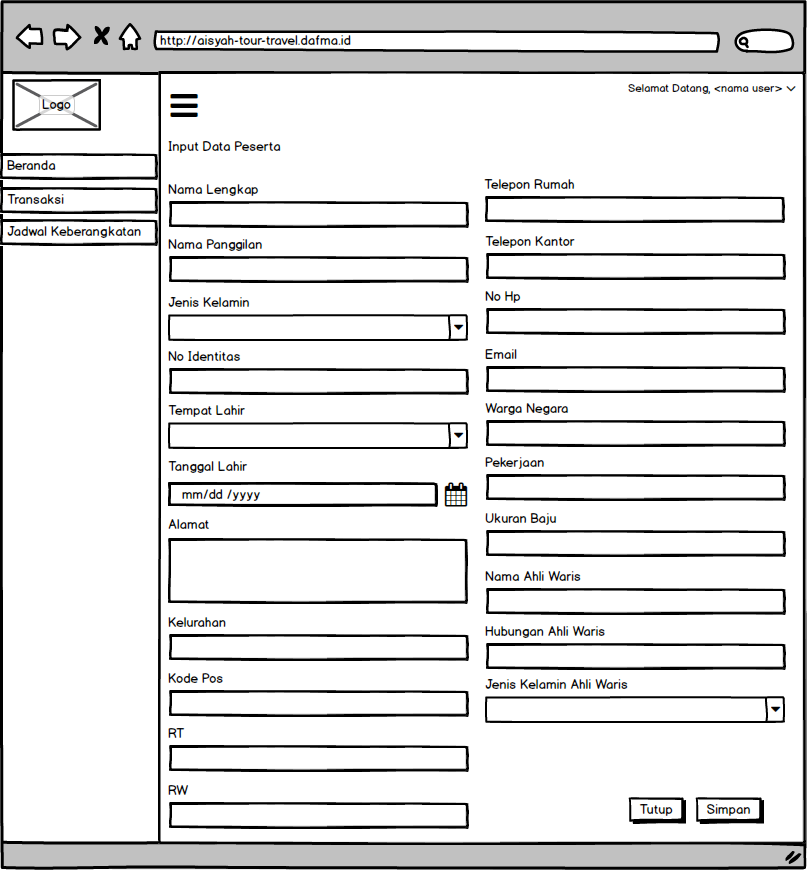 http://aisyah-tour-travel.dafma.id
Logo
Selamat Datang, <nama user>
Beranda
Transaksi
Jadwal Keberangkatan
Input Data Peserta
Nama Lengkap
Nama Panggilan
Jenis Kelamin
No Identitas
Tempat Lahir
Tanggal Lahir
mm/dd /yyyy
Alamat
Kelurahan
Kode Pos
RT
RW
Telepon Rumah
Telepon Kantor
No Hp
Email
Warga Negara
Pekerjaan
Ukuran Baju
Nama Ahli Waris
Hubungan Ahli Waris
Jenis Kelamin Ahli Waris
Tutup
Simpan